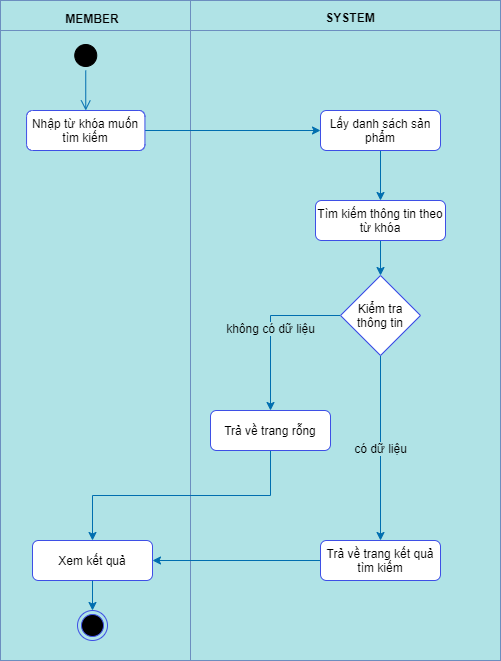 MEMBER
SYSTEM
Nhập từ khóa muốn
tìm kiếm
Lấy danh sách sản
phẩm
Tìm kiếm thông tin theo
từ khóa
Kiểm tra
thông tin
không có dữ liệu
Trả về trang rỗng
có dữ liệu
Xem kết quả
Trả về trang kết quả
tìm kiếm